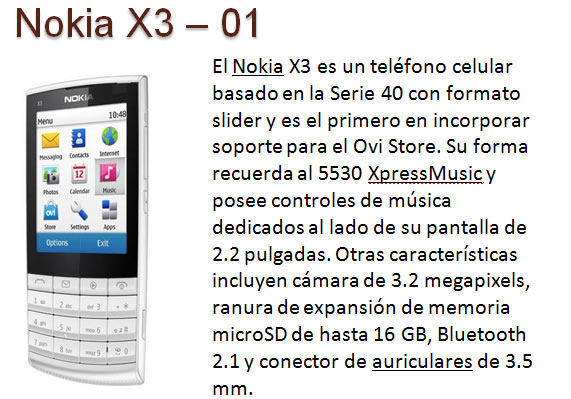 Nokia X3 – 01
El Nokia X3 es un teléfono celular
basado en la Serie 40 con formato
slider y es el primero en incorporar
soporte para el Ovi Store. Su forma
recuerda al 5530 XpressMusic y
posee controles de música
dedicados al lado de su pantalla de
2.2 pulgadas. Otras características
incluyen cámara de 3.2 megapixels,
ranura de expansión de memoria
microSD de hasta 16 GB, Bluetooth
2.1 y conector de auriculares de 3.5
mm.
X3 NOKIA
Menu 10:48
Messaging Contacts Internet
Photos Calendar Music
Store Settings Apps
Options Exit